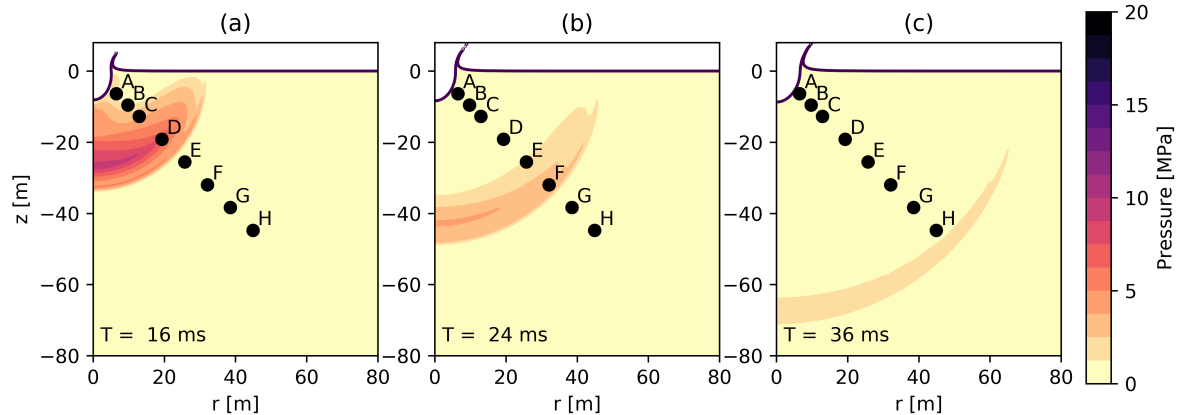 (a)
(b)
(c)
0
−20
−40
−60
−80
z [m]
A
B
C
D
E
F
G
H
T =  16 ms
0
20
40
60
80
r [m]
0
−20
−40
−60
−80
A
B
C
D
E
F
G
H
T =  24 ms
0
20
40
60
80
r [m]
0
−20
−40
−60
−80
A
B
C
D
E
F
G
H
T =  36 ms
0
20
40
60
80
r [m]
20
15
10
5
0
Pressure [MPa]